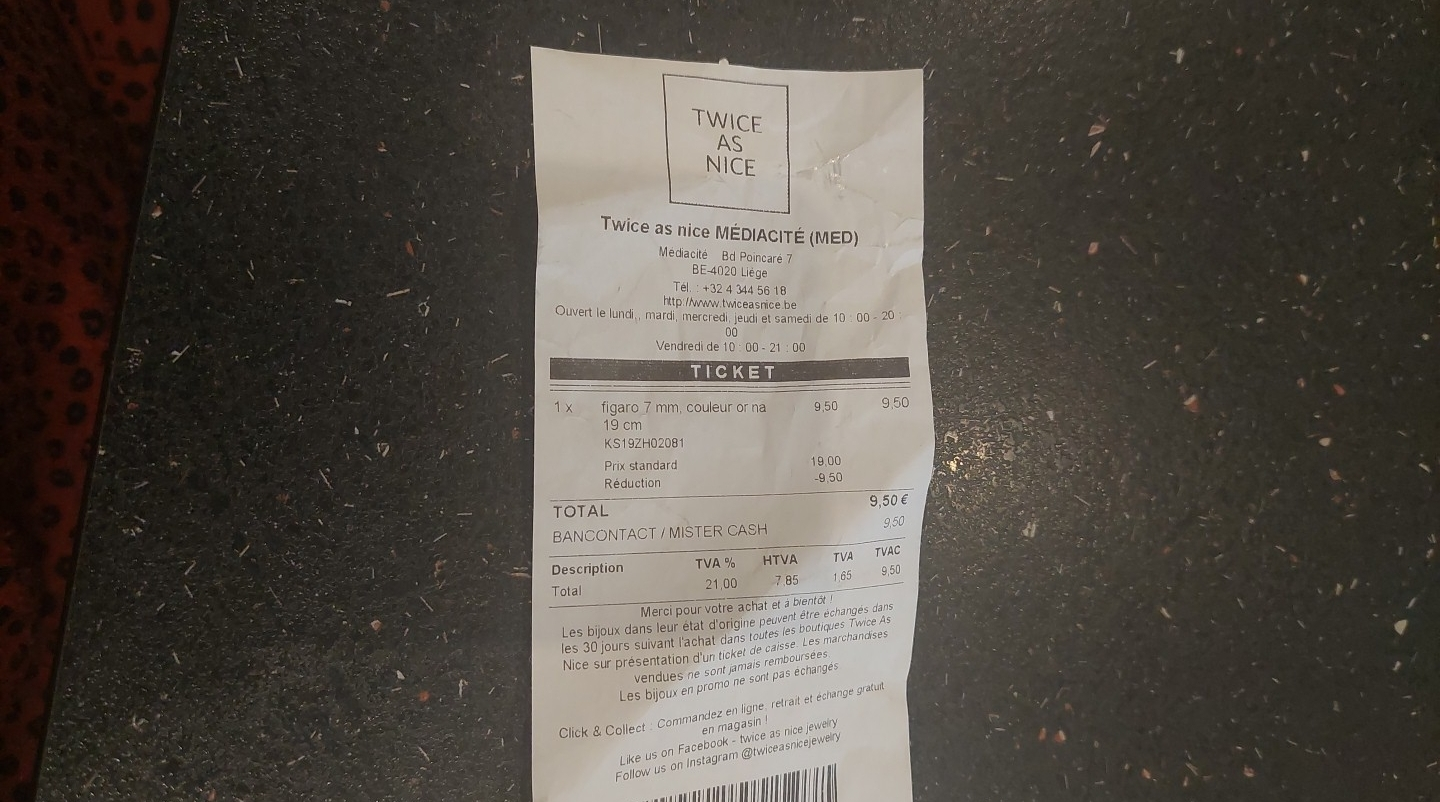 TWICE
AS
NICE
Twice as nice MÉDIACITÉ (MED)
Médiacité Bd Poincaré 7
BE-4020 Liège
Tél. : +32 4 344 56 18
http://www.twiceasnice.be
Ouvert le lundi,, mardi, mercredi, jeudi et samedi de 10 : 00 - 20 :
00
Vendredi de 10 : 00 - 21 : 00
TICKET
1 x figaro 7 mm, couleur or na 9,50 9,50
19 cm
KS19ZH02081
Prix standard 19,00
Réduction -9,50
TOTAL 9,50 €
BANCONTACT / MISTER CASH 9,50
Description TVA % HTVA TVA TVAC
Total 21,00 7,85 1,65 9,50
Merci pour votre achat et à bientôt !
Les bijoux dans leur état d'origine peuvent être échangés dans
les 30 jours suivant l'achat dans toutes les boutiques Twice As
Nice sur présentation d'un ticket de caisse. Les marchandises
vendues ne sont jamais remboursées.
Les bijoux en promo ne sont pas échangés.
Click & Collect : Commandez en ligne, retrait et échange gratuit
en magasin !
Like us on Facebook - twice as nice jewelry
Follow us on Instagram @twiceasnicejewelry